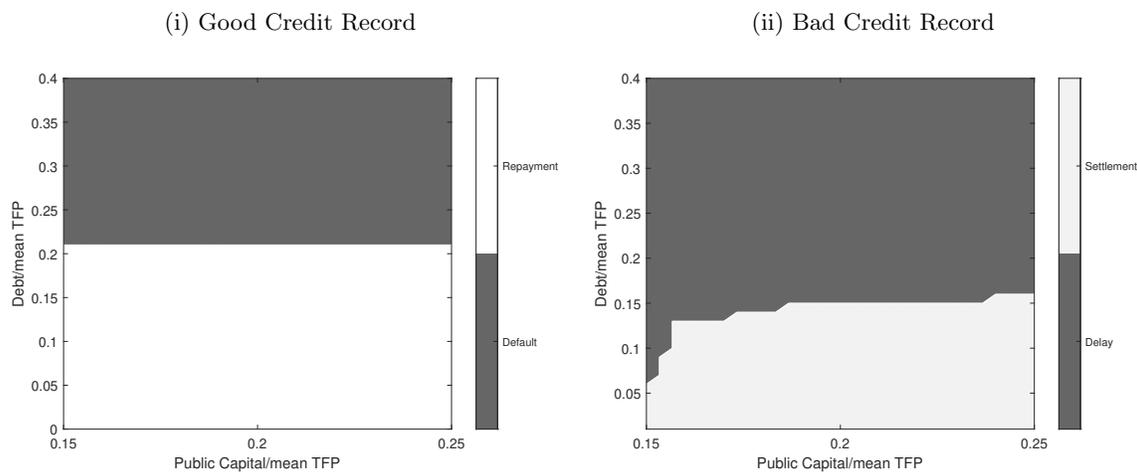 (i) Good Credit Record
0.4
0.35
0.3
0.25
0.2
0.15
0.1
0.05
0
Debt/mean TFP
0.15
0.2
0.25
Public Capital/mean TFP
Repayment
Default
(ii) Bad Credit Record
0.4
0.35
0.3
0.25
0.2
0.15
0.1
0.05
Debt/mean TFP
0.15
0.2
0.25
Public Capital/mean TFP
Settlement
Delay